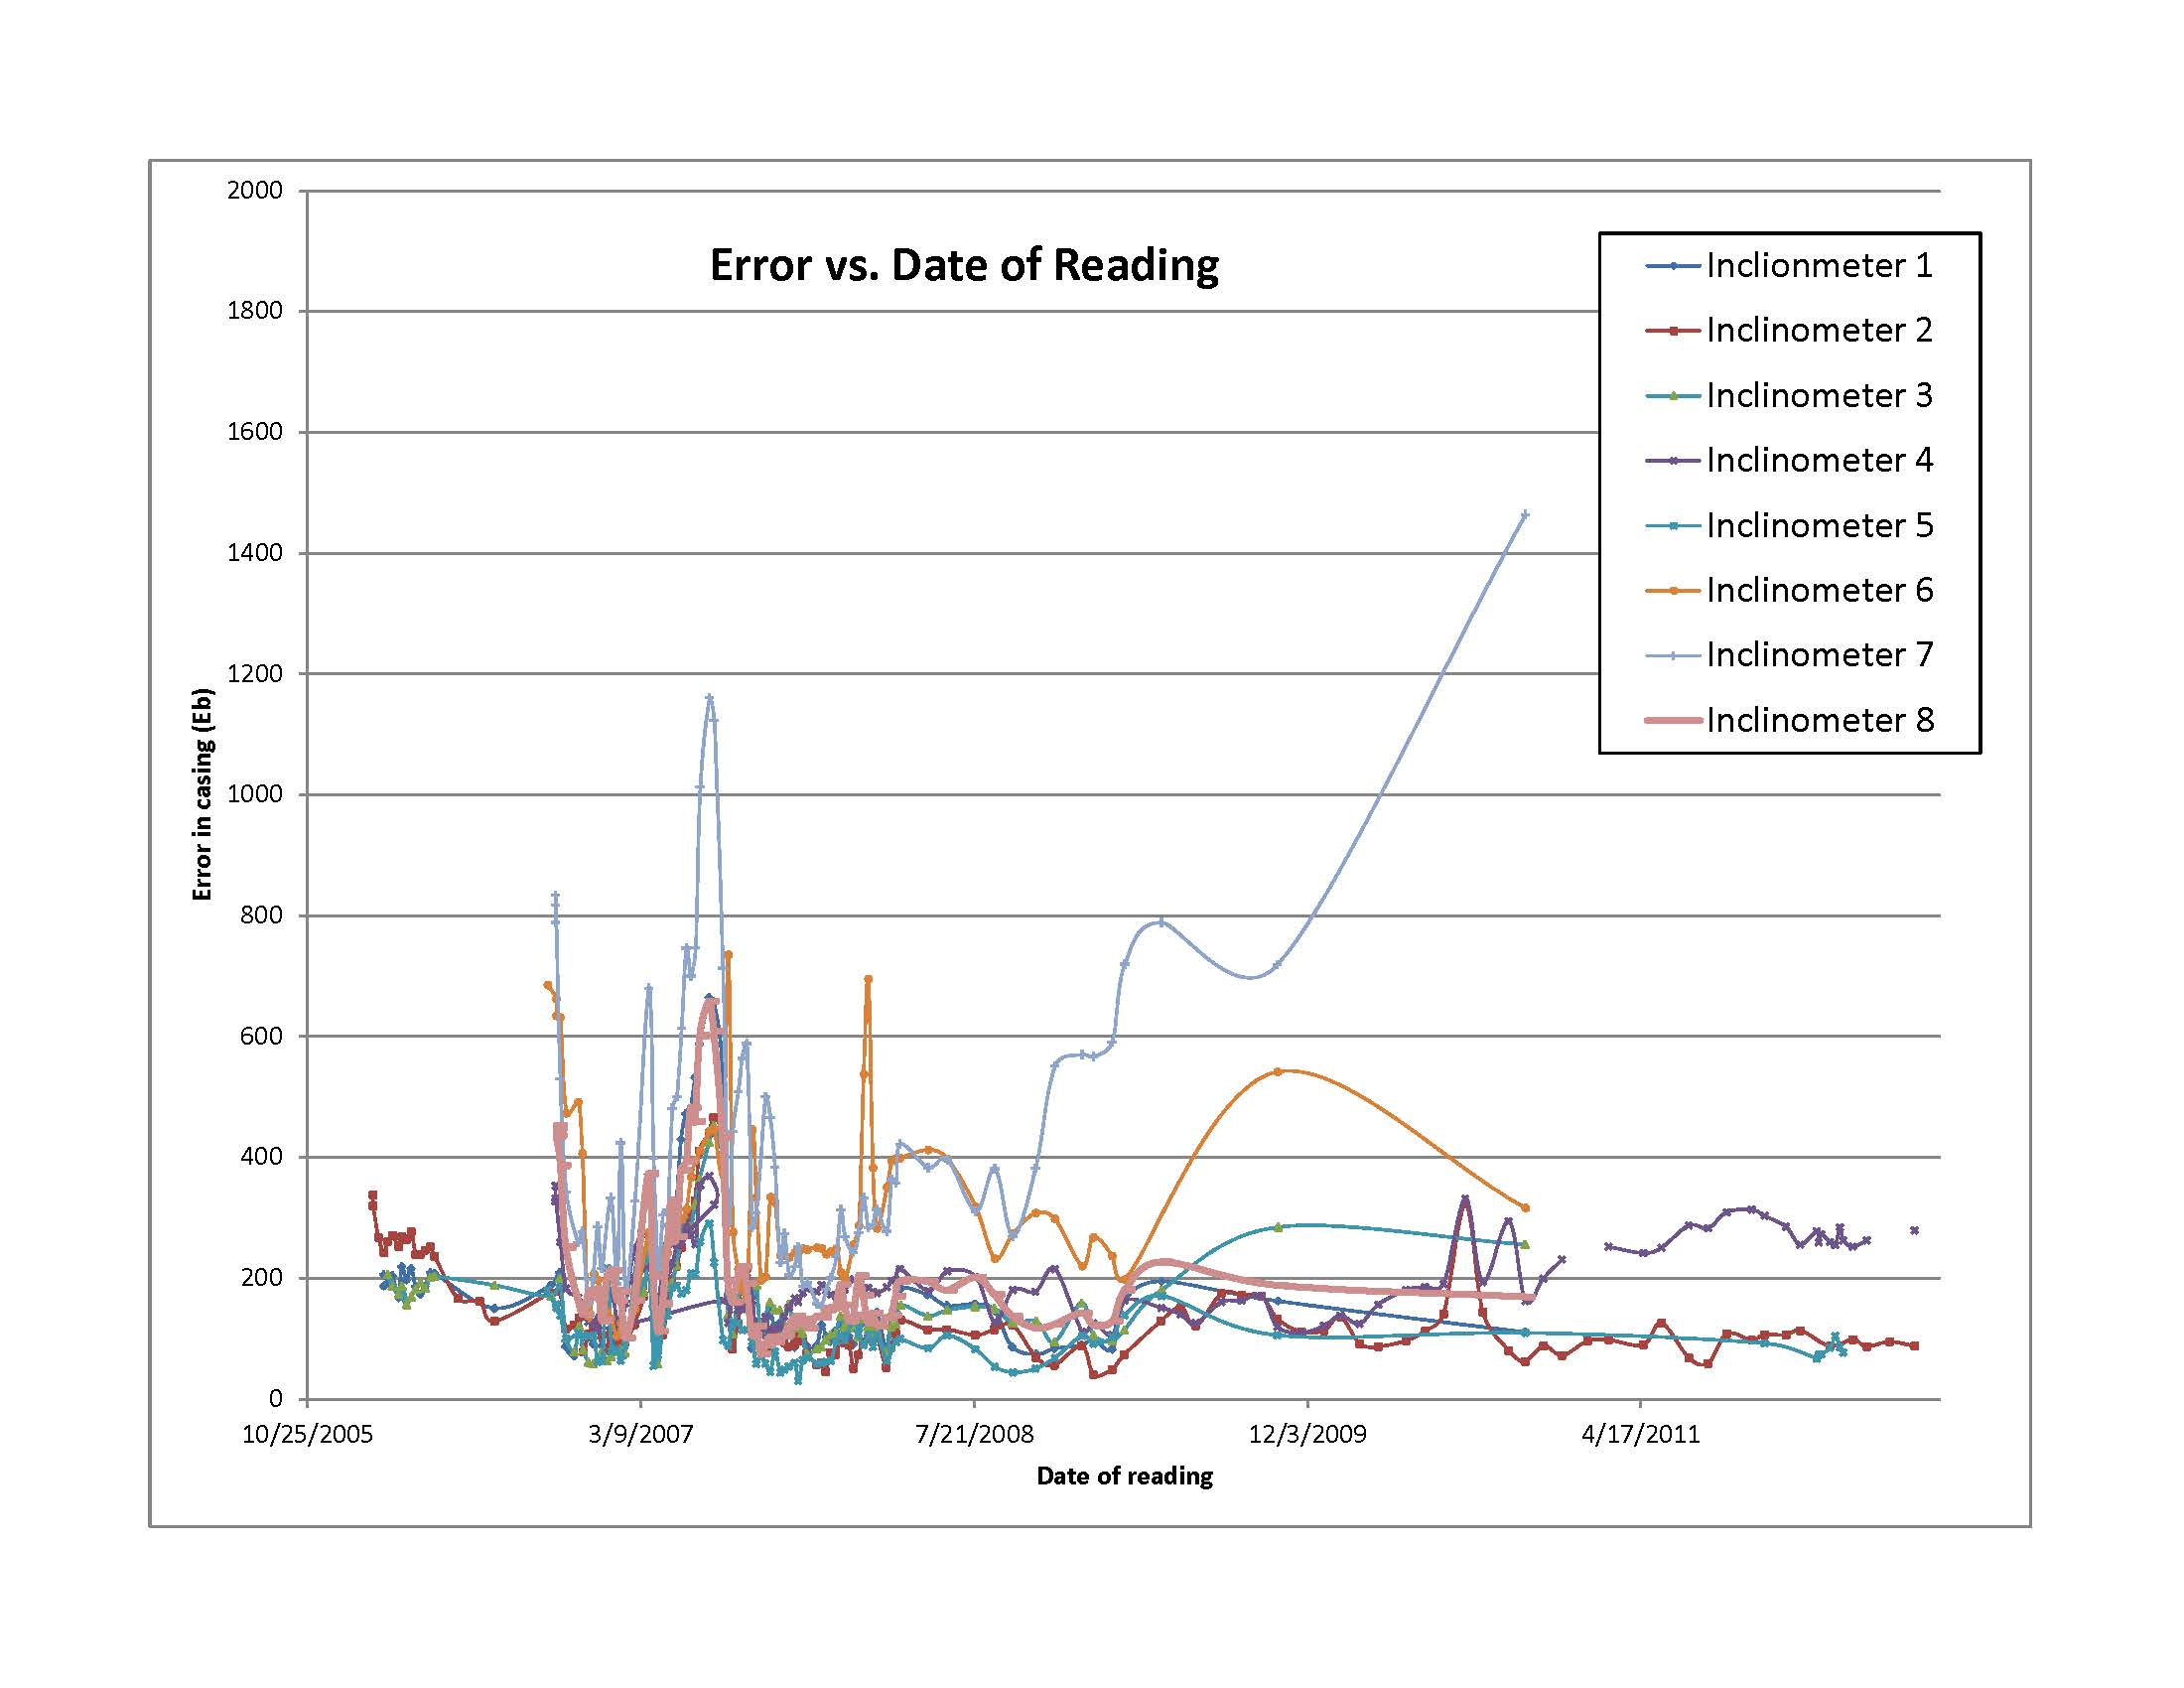 2000
1800
1600
1400
1200
1000
800
600
400
200
0
Error vs. Date of Reading
Inclionmeter 1
Inclinometer 2
Inclinometer 3
Inclinometer 4
Inclinometer 5
Inclinometer 6
Inclinometer 7
Inclinometer 8
Error in casing (Eb)
10/25/2005 3/9/2007 7/21/2008 12/3/2009 4/17/2011
Date of reading